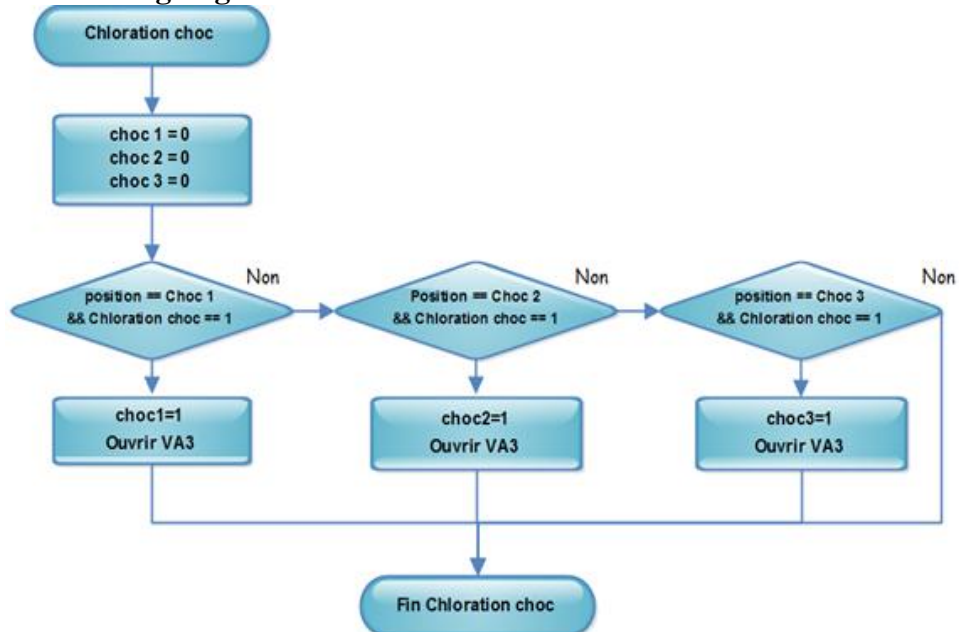 Chloration choc
choc 1 = 0
choc 2 = 0
choc 3 = 0
Non
position == Choc 1
&& Chloration choc == 1
Non
Position == Choc 2
&& Chloration choc == 1
Non
position == Choc 3
&& Chloration choc == 1
choc1=1
Ouvrir VA3
choc2=1
Ouvrir VA3
choc3=1
Ouvrir VA3
Fin Chloration choc